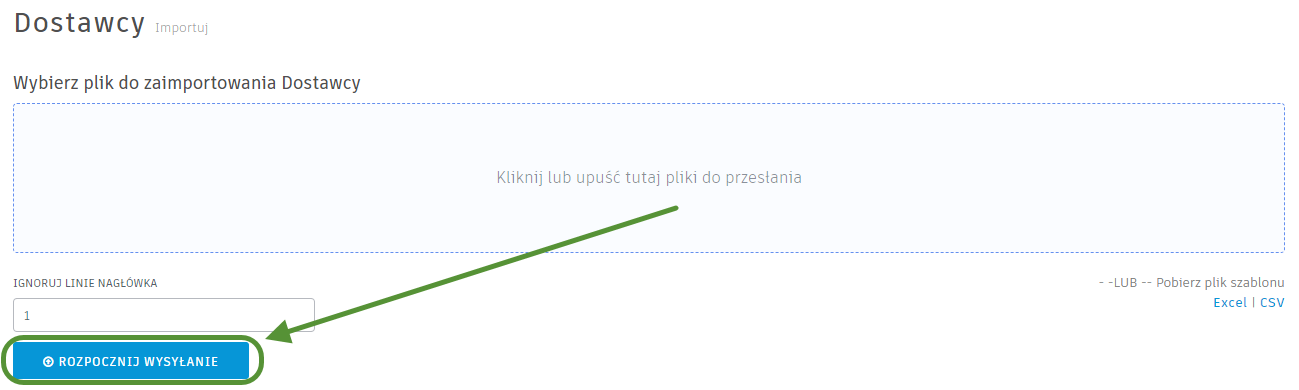 Dostawcy Importuj
Wybierz plik do zaimportowania Dostawcy
Kliknij lub upuść tutaj pliki do przesłania
IGNORUJ LINIE NAGŁÓWKA
- -LUB -- Pobierz plik szablonu
1
Excel | CSV
ROZPOCZNIJ WYSYŁANIE